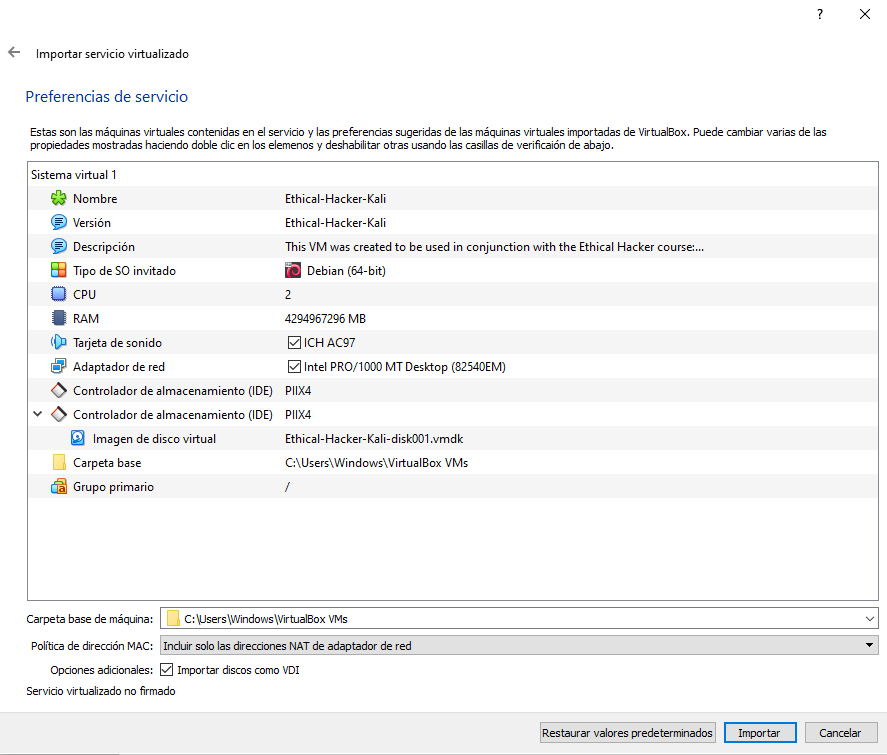 ?
Importar servicio virtualizado
Preferencias de servicio
Estas son las máquinas virtuales contenidas en el servicio y las preferencias sugeridas de las máquinas virtuales importadas de VirtualBox. Puede cambiar varias de las
propiedades mostradas haciendo doble clic en los elemenos y deshabilitar otras usando las casillas de verificaión de abajo.
Sistema virtual 1
Nombre Ethical-Hacker-Kali
Versión Ethical-Hacker-Kali
Descripción This VM was created to be used in conjunction with the Ethical Hacker course:...
Tipo de SO invitado Debian (64-bit)
CPU 2
RAM 4294967296 MB
Tarjeta de sonido ICH AC97
Adaptador de red Intel PRO/1000 MT Desktop (82540EM)
Controlador de almacenamiento (IDE) PIIX4
Controlador de almacenamiento (IDE) PIIX4
Imagen de disco virtual Ethical-Hacker-Kali-disk001.vmdk
Carpeta base C:\Users\Windows\VirtualBox VMs
Grupo primario /
Carpeta base de máquina: C:\Users\Windows\VirtualBox VMs
Política de dirección MAC: Incluir solo las direcciones NAT de adaptador de red
Opciones adicionales: Importar discos como VDI
Servicio virtualizado no firmado
Restaurar valores predeterminados Importar Cancelar